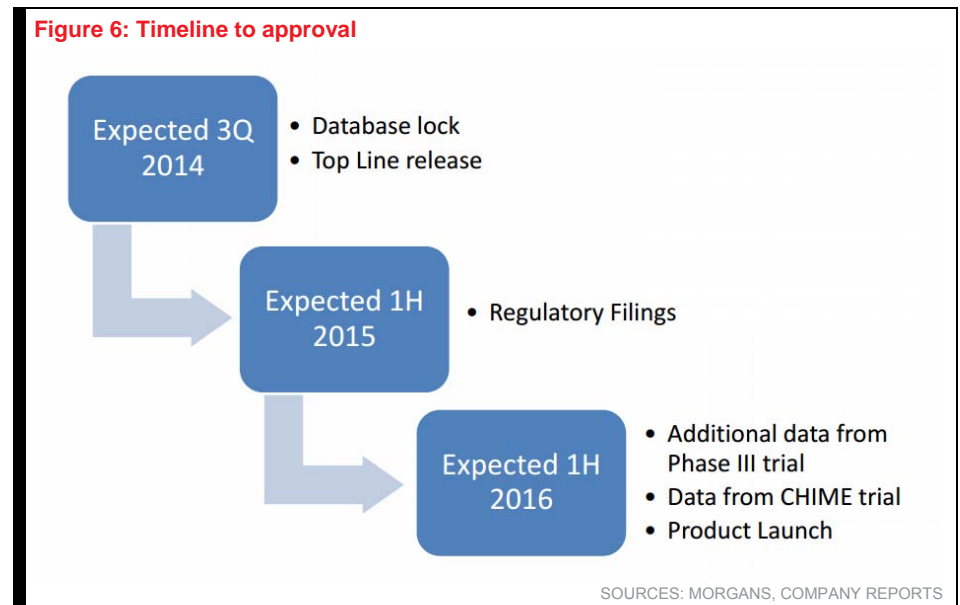 Figure 6: Timeline to approval
Expected 3Q
2014
• Database lock
• Top Line release
Expected 1H
2015
• Regulatory Filings
Expected 1H
2016
• Additional data from
Phase III trial
• Data from CHIME trial
• Product Launch
SOURCES: MORGANS, COMPANY REPORTS